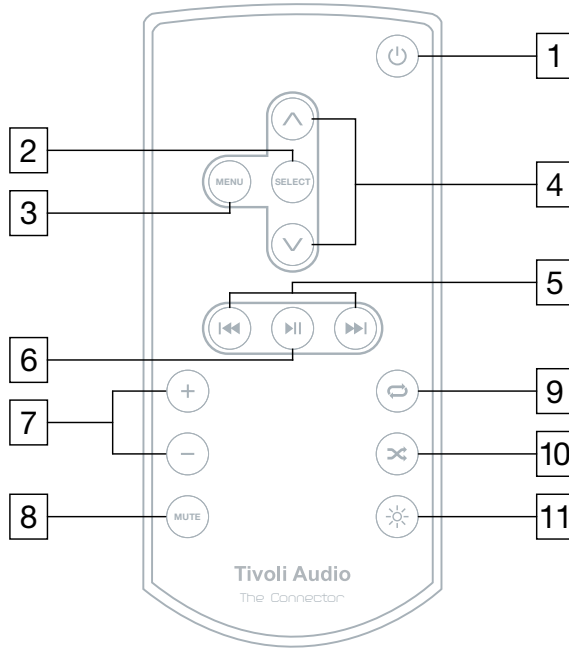 1
2
MENU
SELECT
3
4
5
6
7
+
−
9
10
8
MUTE
11
Tivoli Audio
The Connector